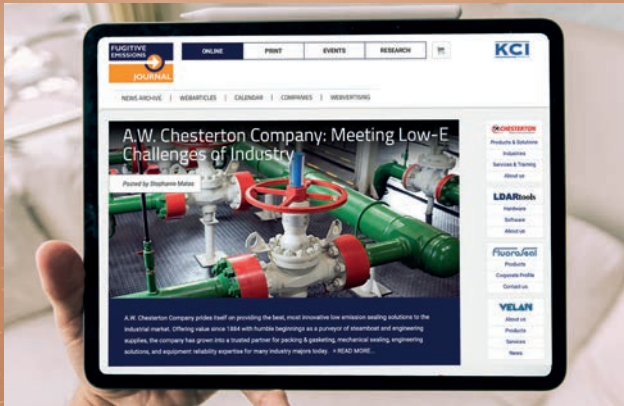 FUGITIVE
EMISSIONS
JOURNAL
ONLINE PRINT EVENTS RESEARCH
KCI
NEWS ARCHIVE | WEBARTICLES | CALENDAR | COMPANIES | WEBVERTISING
A.W. Chesterton Company: Meeting Low-E
Challenges of Industry
Posted by Stephanie Matas
A.W. Chesterton Company prides itself on providing the best, most innovative low emission sealing solutions to the
industrial market. Offering value since 1884 with humble beginnings as a purveyor of steamboat and engineering
supplies, the company has grown into a trusted partner for packing & gasketing, mechanical sealing, engineering
solutions, and equipment reliability expertise for many industry majors today. » READ MORE...
CHESTERTON
Products & Solutions
Industries
Services & Training
About us
LDARtools
Hardware
Software
About us
FluoroSeal
Products
Corporate Profile
Contact us
VELAN
About us
Products
Services
News